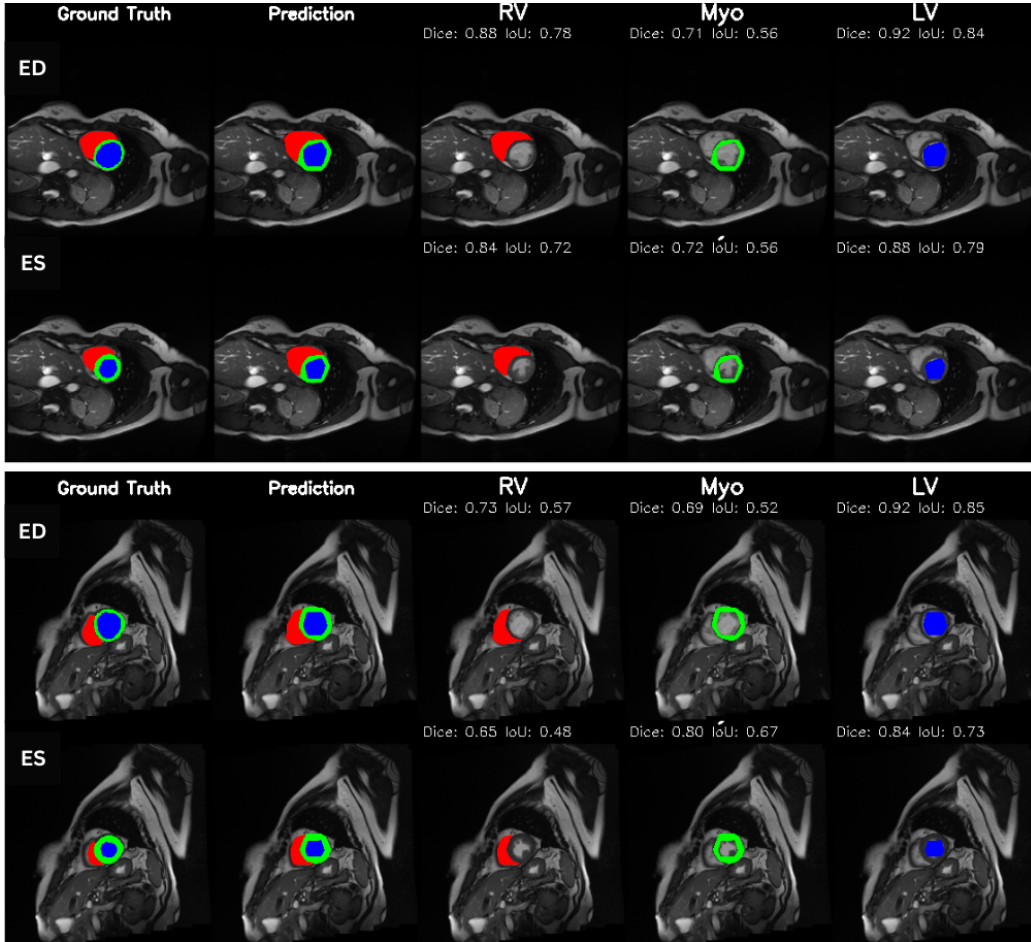 Ground Truth Prediction RV Myo LV
Dice: 0.88 IoU: 0.78 Dice: 0.71 IoU: 0.56 Dice: 0.92 IoU: 0.84
ED
Dice: 0.84 IoU: 0.72 Dice: 0.72 IoU: 0.56 Dice: 0.88 IoU: 0.79
ES
Ground Truth Prediction RV Myo LV
Dice: 0.73 IoU: 0.57 Dice: 0.69 IoU: 0.52 Dice: 0.92 IoU: 0.85
ED
Dice: 0.65 IoU: 0.48 Dice: 0.80 IoU: 0.67 Dice: 0.84 IoU: 0.73
ES